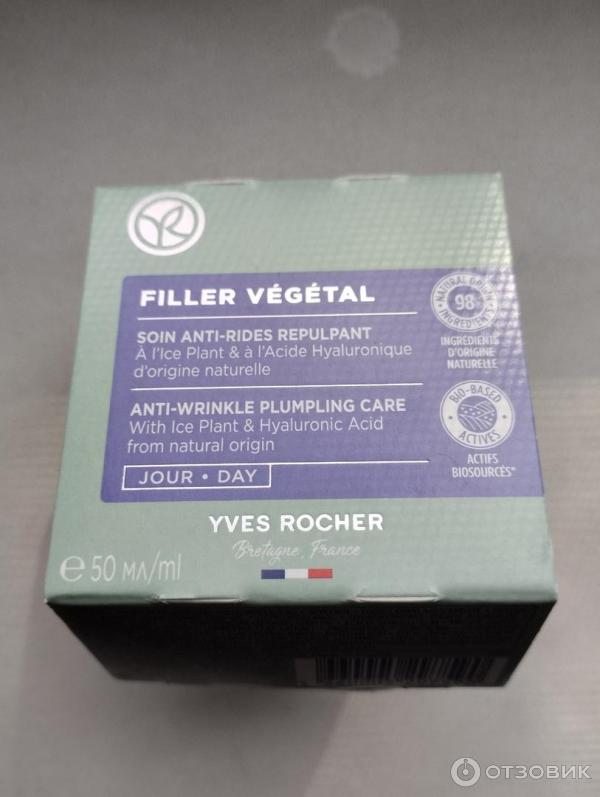 FILLER VÉGÉTAL
SOIN ANTI-RIDES REPULPANT
À l'Ice Plant & à l'Acide Hyaluronique
d'origine naturelle
ANTI-WRINKLE PLUMPLING CARE
With Ice Plant & Hyaluronic Acid
from natural origin
JOUR • DAY
NATURAL ORIGIN
98%
INGREDIENTS
INGRÉDIENTS
D'ORIGINE
NATURELLE
BIO-BASED
ACTIVES
ACTIFS
BIOSOURCÉS*
YVES ROCHER
Bretagne, France
e 50 мл/ml
ОТЗОВИК